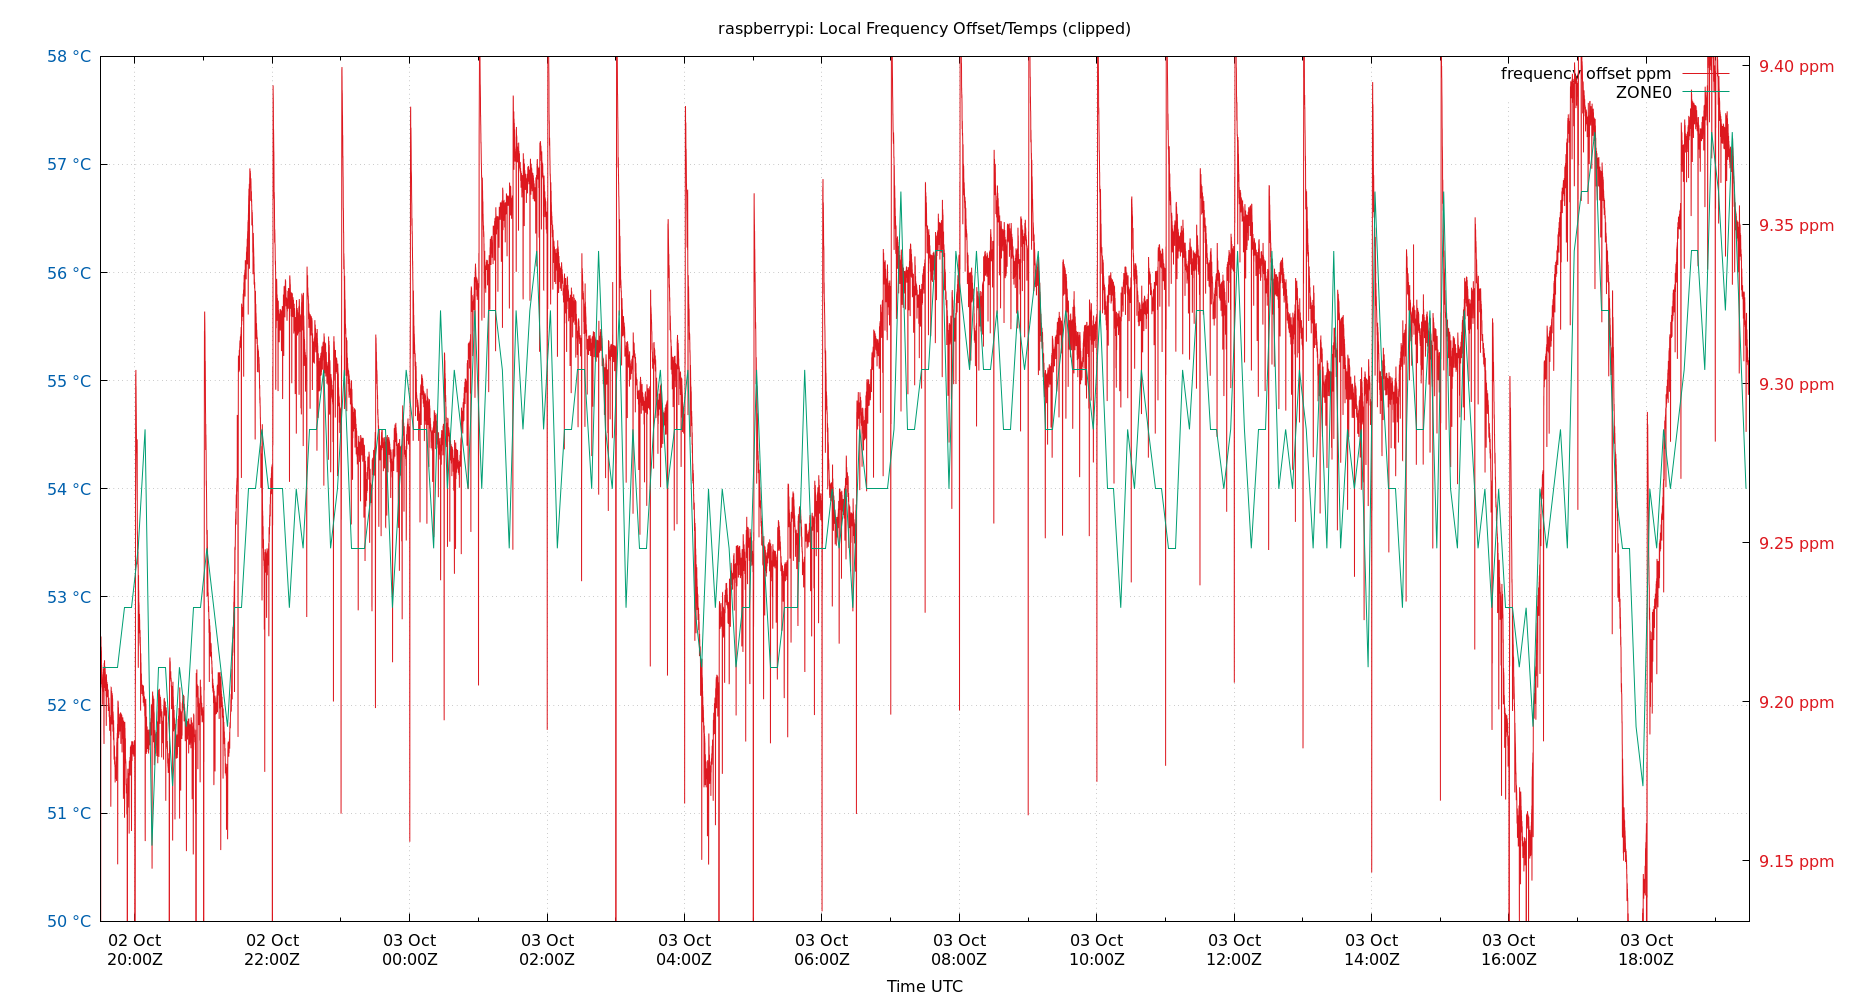 raspberrypi: Local Frequency Offset/Temps (clipped)
58 °C
57 °C
56 °C
55 °C
54 °C
53 °C
52 °C
51 °C
50 °C
frequency offset ppm
ZONE0
9.40 ppm
9.35 ppm
9.30 ppm
9.25 ppm
9.20 ppm
9.15 ppm
02 Oct 02 Oct 03 Oct 03 Oct 03 Oct 03 Oct 03 Oct 03 Oct 03 Oct 03 Oct 03 Oct 03 Oct
20:00Z 22:00Z 00:00Z 02:00Z 04:00Z 06:00Z 08:00Z 10:00Z 12:00Z 14:00Z 16:00Z 18:00Z
Time UTC